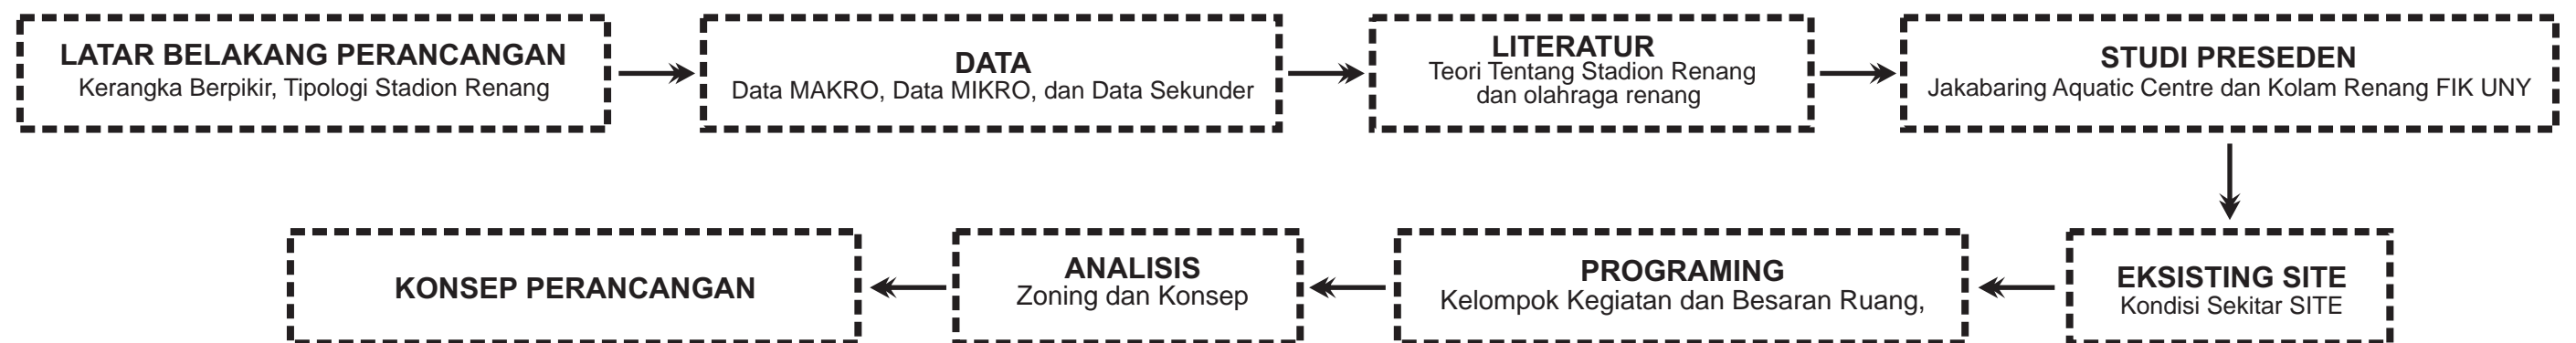 LATAR BELAKANG PERANCANGAN
Kerangka Berpikir, Tipologi Stadion Renang
DATA
Data MAKRO, Data MIKRO, dan Data Sekunder
LITERATUR
Teori Tentang Stadion Renang
dan olahraga renang
STUDI PRESEDEN
Jakabaring Aquatic Centre dan Kolam Renang FIK UNY
EKSISTING SITE
Kondisi Sekitar SITE
PROGRAMING
Kelompok Kegiatan dan Besaran Ruang,
ANALISIS
Zoning dan Konsep
KONSEP PERANCANGAN